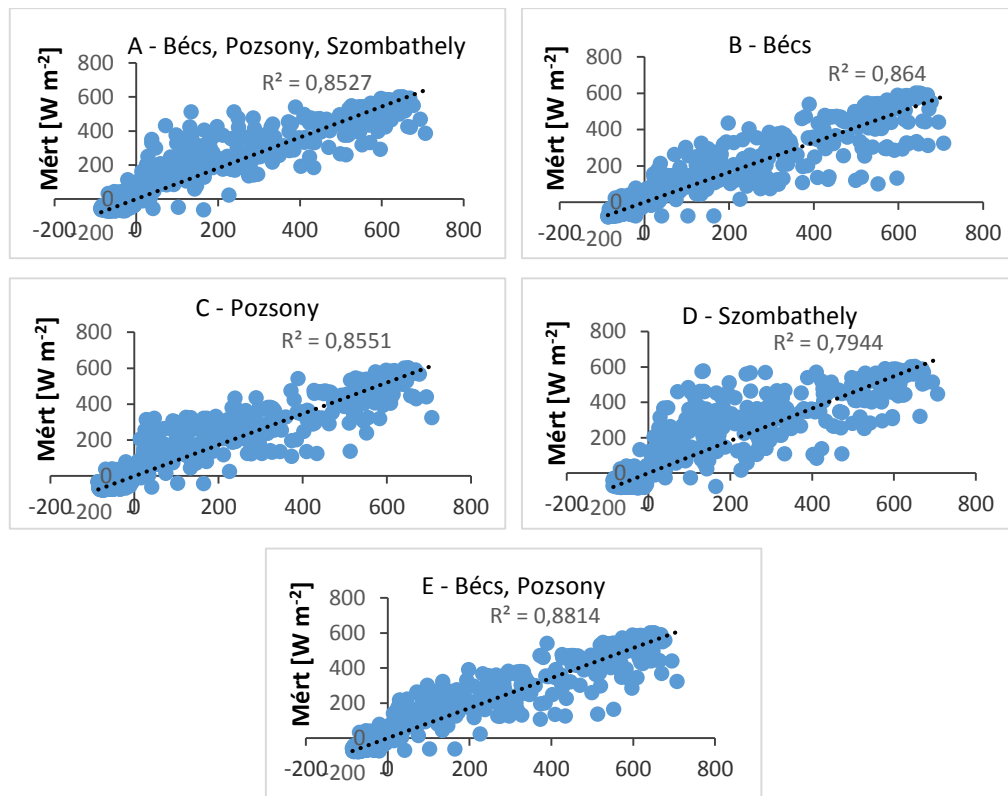 A - Bécs, Pozsony, Szombathely
R² = 0,8527
Mért [W m⁻²]
800
600
400
200
0
-200
-200 0 200 400 600 800
B - Bécs
R² = 0,864
Mért [W m⁻²]
800
600
400
200
0
-200
-200 0 200 400 600 800
C - Pozsony
R² = 0,8551
Mért [W m⁻²]
800
600
400
200
0
-200
-200 0 200 400 600 800
D - Szombathely
R² = 0,7944
Mért [W m⁻²]
800
600
400
200
0
-200
-200 0 200 400 600 800
E - Bécs, Pozsony
R² = 0,8814
Mért [W m⁻²]
800
600
400
200
0
-200
-200 0 200 400 600 800